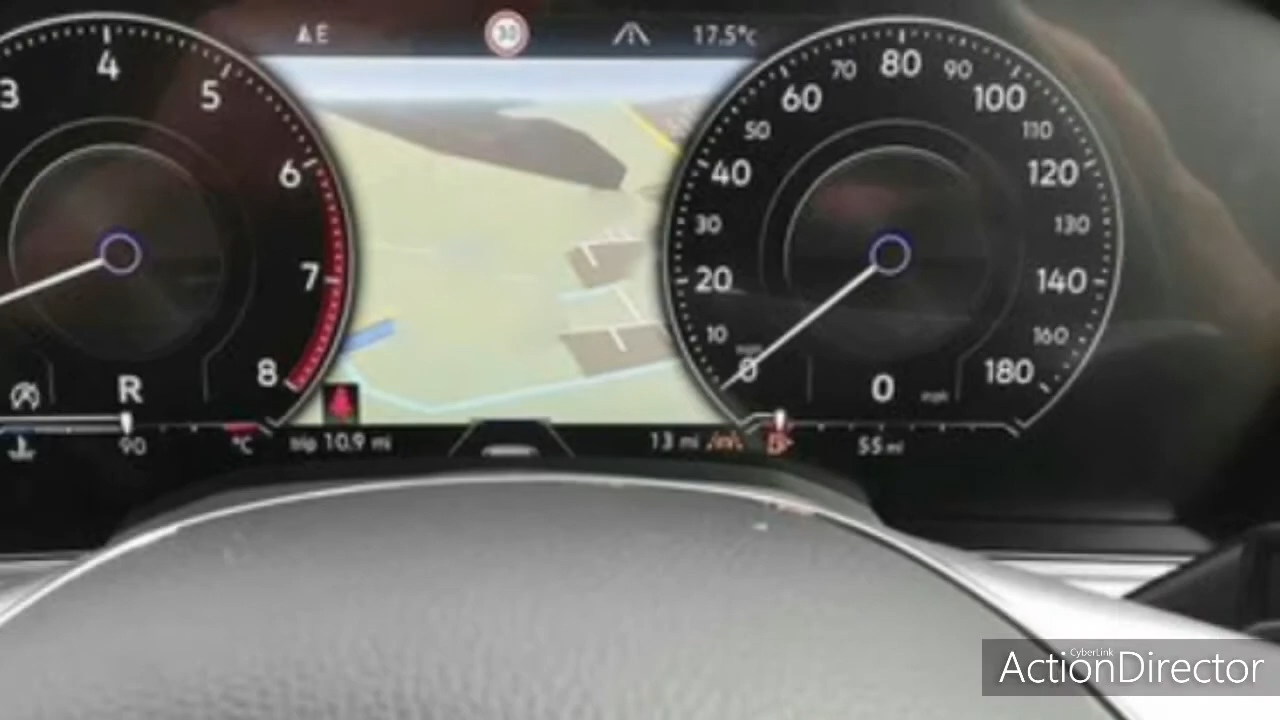 E
30
17.5°C
3
4
5
6
7
8
R
90
°C
trip 10.9 mi
13 mi
10
20
30
40
50
60
70
80
90
100
110
120
130
140
160
180
0
0 mph
55 mi
CyberLink
ActionDirector